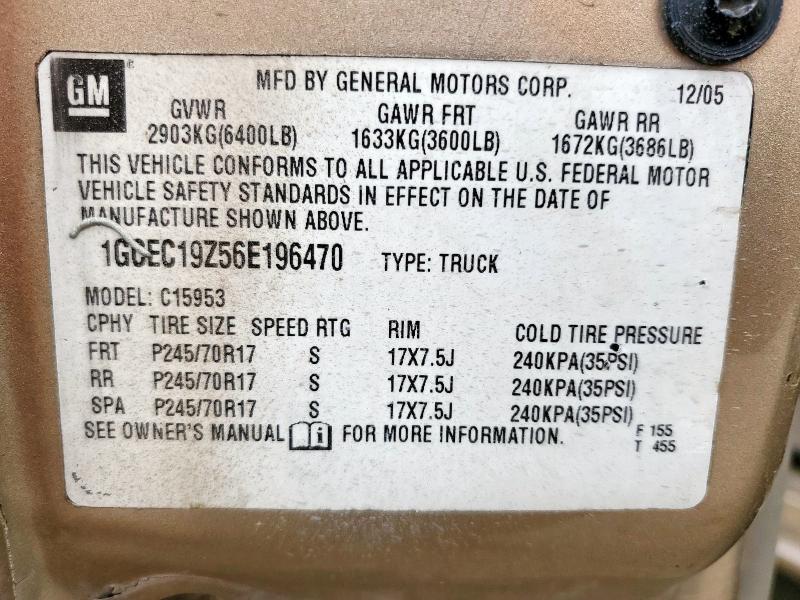 GM MFD BY GENERAL MOTORS CORP. 12/05
GVWR GAWR FRT GAWR RR
2903KG(6400LB) 1633KG(3600LB) 1672KG(3686LB)
THIS VEHICLE CONFORMS TO ALL APPLICABLE U.S. FEDERAL MOTOR
VEHICLE SAFETY STANDARDS IN EFFECT ON THE DATE OF
MANUFACTURE SHOWN ABOVE.
1GCEC19Z56E196470 TYPE: TRUCK
MODEL: C15953
CPHY TIRE SIZE SPEED RTG RIM COLD TIRE PRESSURE
FRT P245/70R17 S 17X7.5J 240KPA(35PSI)
RR P245/70R17 S 17X7.5J 240KPA(35PSI)
SPA P245/70R17 S 17X7.5J 240KPA(35PSI)
SEE OWNER'S MANUAL FOR MORE INFORMATION. F 155
T 455